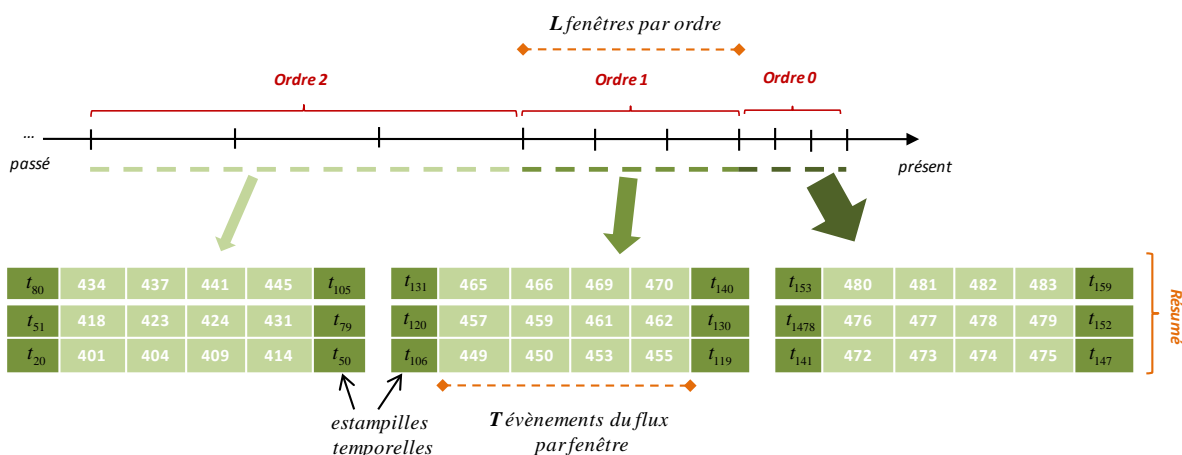 L fenêtres par ordre
Ordre 2 Ordre 1 Ordre 0
...
passé présent
t80 434 437 441 445 t105 t131 465 466 469 470 t140 t153 480 481 482 483 t159
t51 418 423 424 431 t79 t120 457 459 461 462 t130 t1478 476 477 478 479 t152
t20 401 404 409 414 t50 t106 449 450 453 455 t119 t141 472 473 474 475 t147
Résumé
estampilles
temporelles
T évènements du flux
par fenêtre